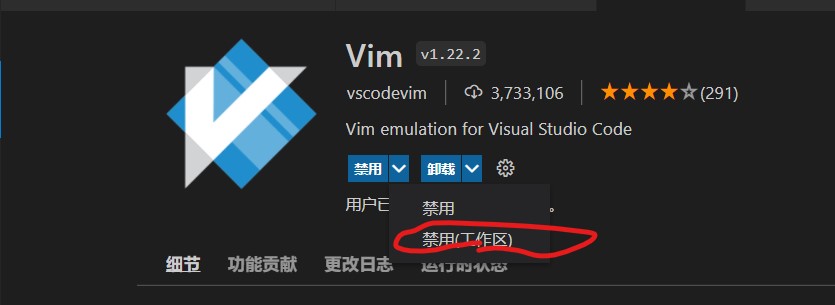 Vim v1.22.2
vscodevim 3,733,106 (291)
Vim emulation for Visual Studio Code
禁用 卸载
用户已 。
禁用
禁用(工作区)
细节 功能贡献 更改日志 运行时状态